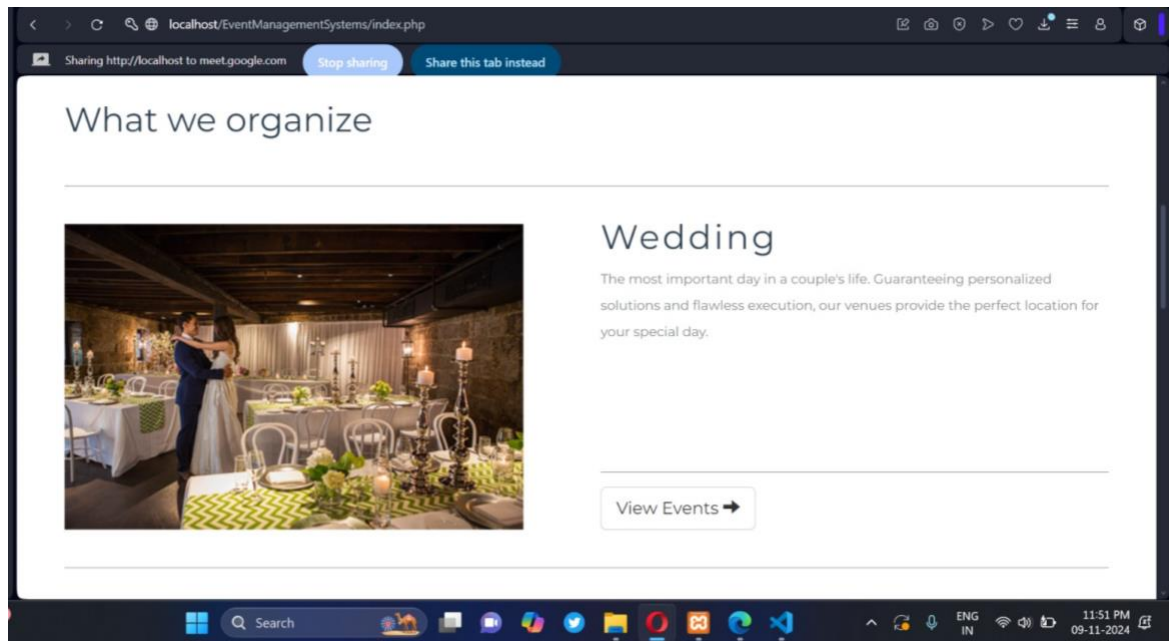 localhost/EventManagementSystems/index.php
Sharing http://localhost to meet.google.com
Stop sharing
Share this tab instead
What we organize
Wedding
The most important day in a couple's life. Guaranteeing personalized
solutions and flawless execution, our venues provide the perfect location for
your special day.
View Events
Search
ENG
IN
11:51 PM
09-11-2024